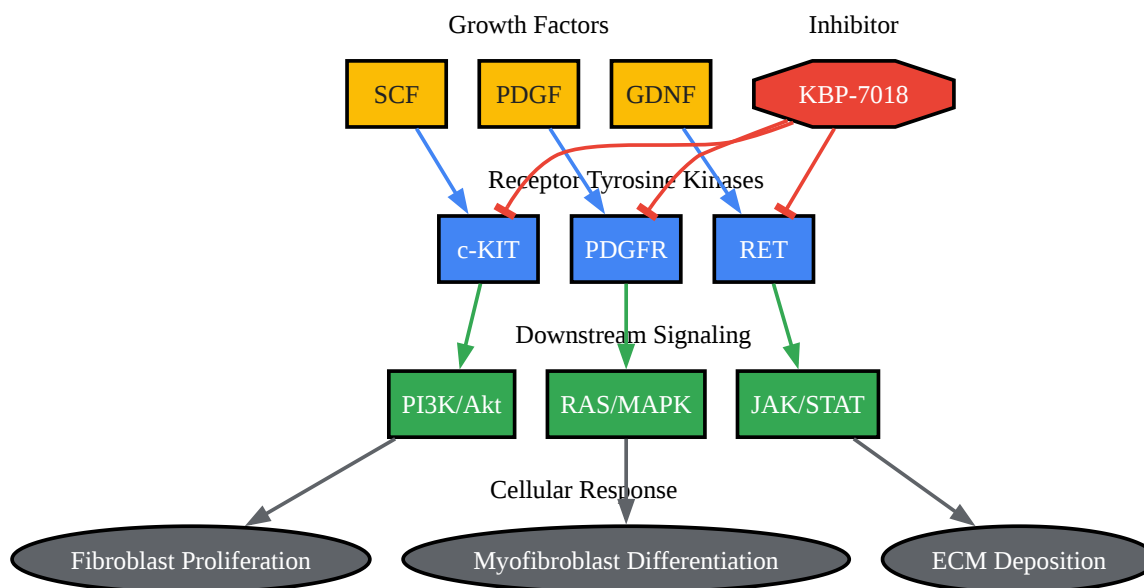 Growth Factors
Inhibitor
SCF
PDGF
GDNF
KBP-7018
Receptor Tyrosine Kinases
c-KIT
PDGFR
RET
Downstream Signaling
PI3K/Akt
RAS/MAPK
JAK/STAT
Cellular Response
Fibroblast Proliferation
Myofibroblast Differentiation
ECM Deposition